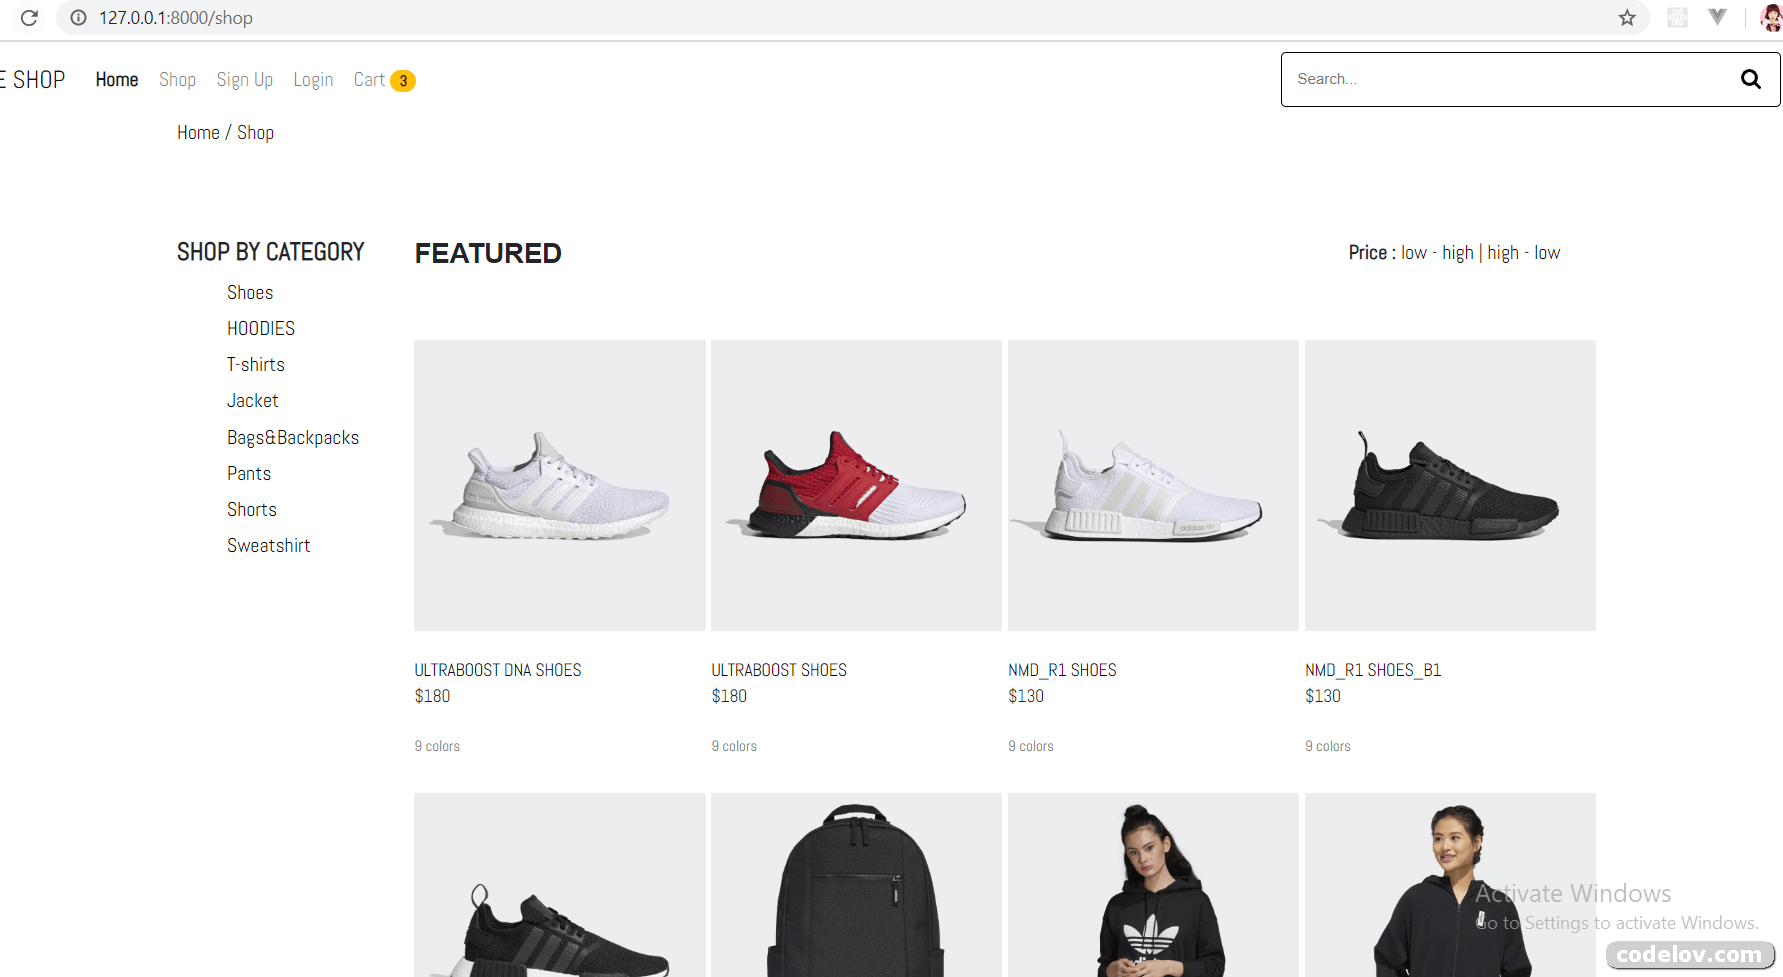 127.0.0.1:8000/shop
E SHOP Home Shop Sign Up Login Cart 3 Search...
Home / Shop
SHOP BY CATEGORY
Shoes
HOODIES
T-shirts
Jacket
Bags&Backpacks
Pants
Shorts
Sweatshirt
FEATURED
Price : low - high | high - low
ULTRABOOST DNA SHOES
$180
9 colors
ULTRABOOST SHOES
$180
9 colors
NMD_R1 SHOES
$130
9 colors
NMD_R1 SHOES_B1
$130
9 colors
adidas
Activate Windows
Go to Settings to activate Windows.
codelov.com